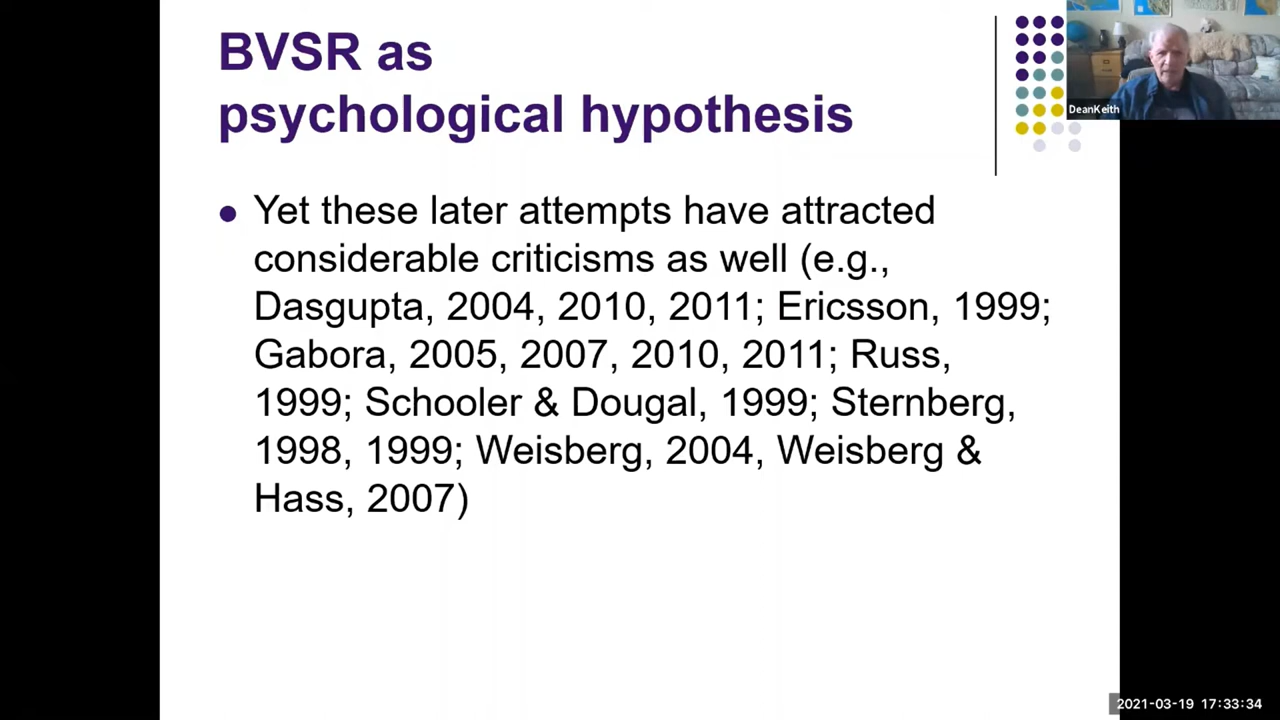 BVSR as
psychological hypothesis
DeanKeith
Yet these later attempts have attracted
considerable criticisms as well (e.g.,
Dasgupta, 2004, 2010, 2011; Ericsson, 1999;
Gabora, 2005, 2007, 2010, 2011; Russ,
1999; Schooler & Dougal, 1999; Sternberg,
1998, 1999; Weisberg, 2004, Weisberg &
Hass, 2007)
2021-03-19 17:33:34